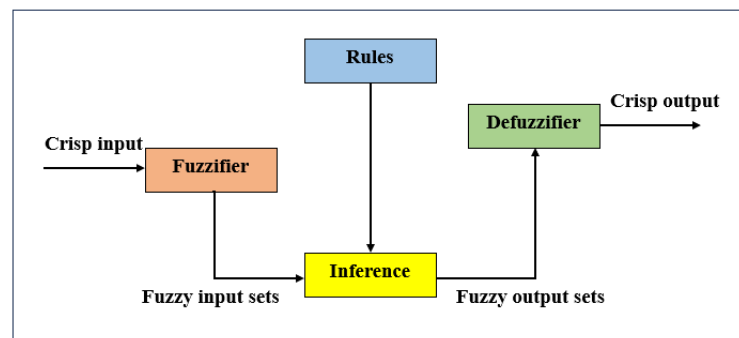 Rules
Crisp output
Defuzzifier
Crisp input
Fuzzifier
Inference
Fuzzy input sets
Fuzzy output sets